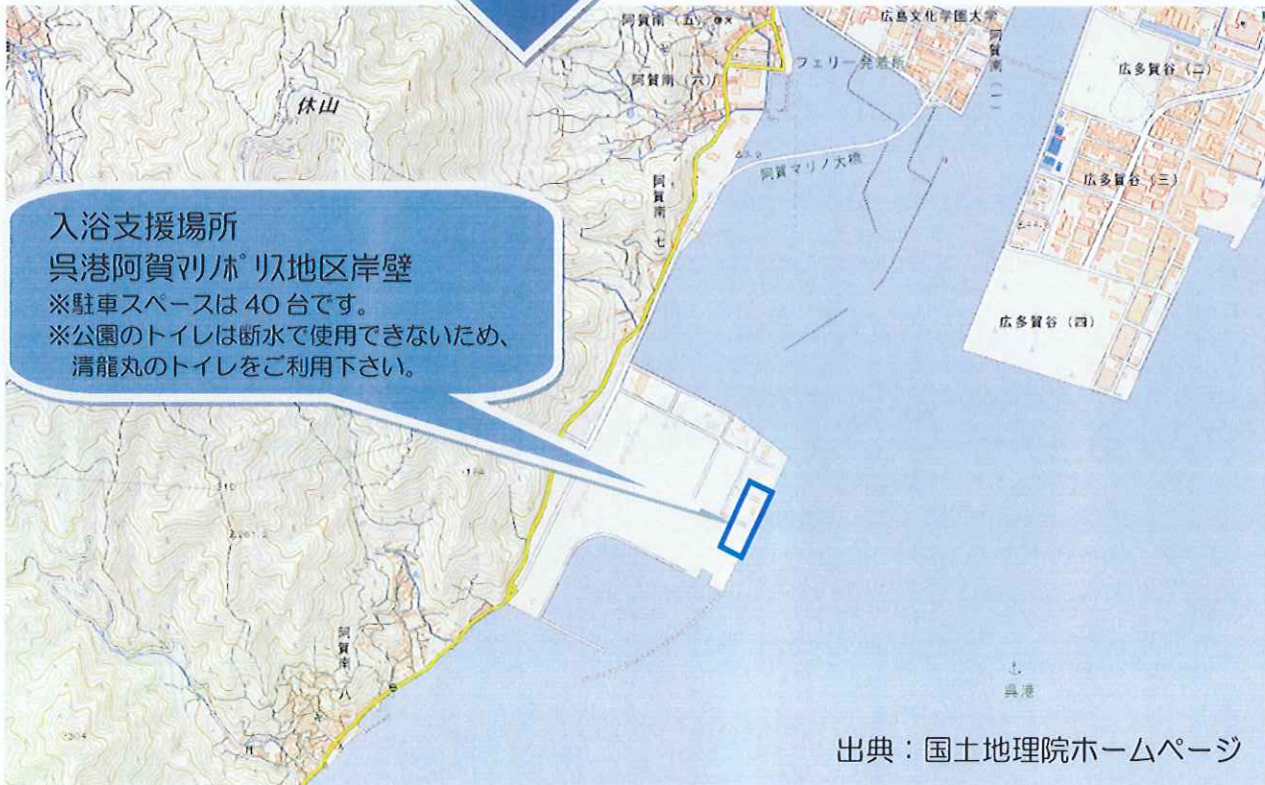 阿賀南（五）
広島文化学園大学
阿賀南（一）
フェリー発着所
阿賀南（六）
広多賀谷（二）
休山
阿賀マリノ大橋
広多賀谷（三）
阿賀南（七）
入浴支援場所
呉港阿賀ﾏﾘﾉﾎﾟﾘｽ地区岸壁
※駐車スペースは 40 台です。
※公園のトイレは断水で使用できないため、
清龍丸のトイレをご利用下さい。
広多賀谷（四）
310
阿賀南八
呉港
出典：国土地理院ホームページ